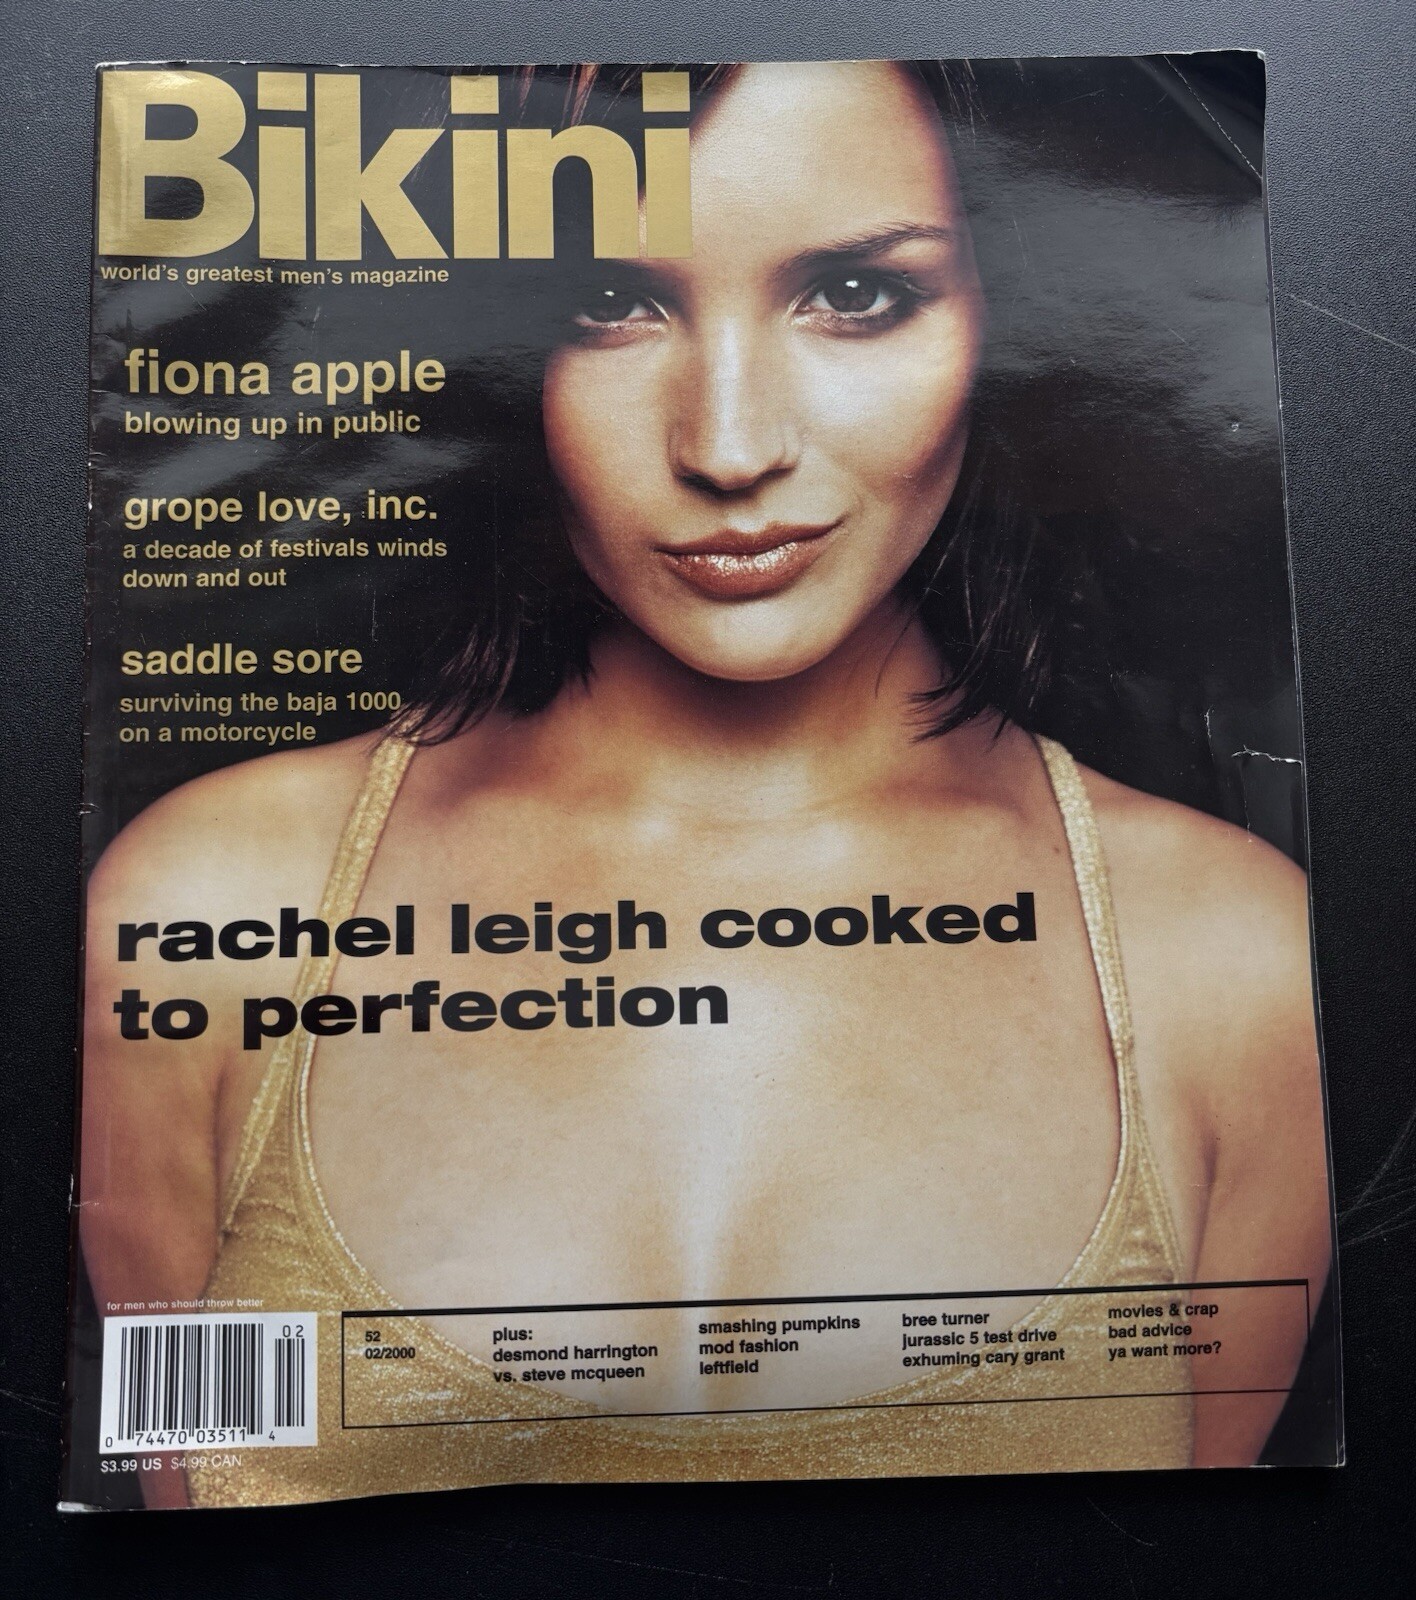 Bikini
world's greatest men's magazine
fiona apple
blowing up in public
grope love, inc.
a decade of festivals winds
down and out
saddle sore
surviving the baja 1000
on a motorcycle
rachel leigh cooked
to perfection
for men who should throw better
02
0 74470 03511 4
$3.99 US $4.99 CAN
52
02/2000
plus:
desmond harrington
vs. steve mcqueen
smashing pumpkins
mod fashion
leftfield
bree turner
jurassic 5 test drive
exhuming cary grant
movies & crap
bad advice
ya want more?